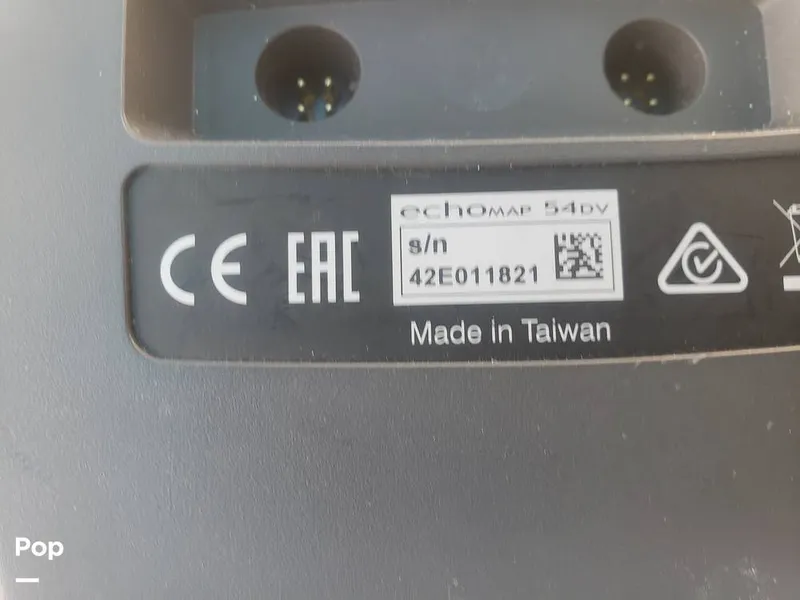 CE
EAC
echoMAP 54DV
s/n
42E011821
Made in Taiwan
Pop